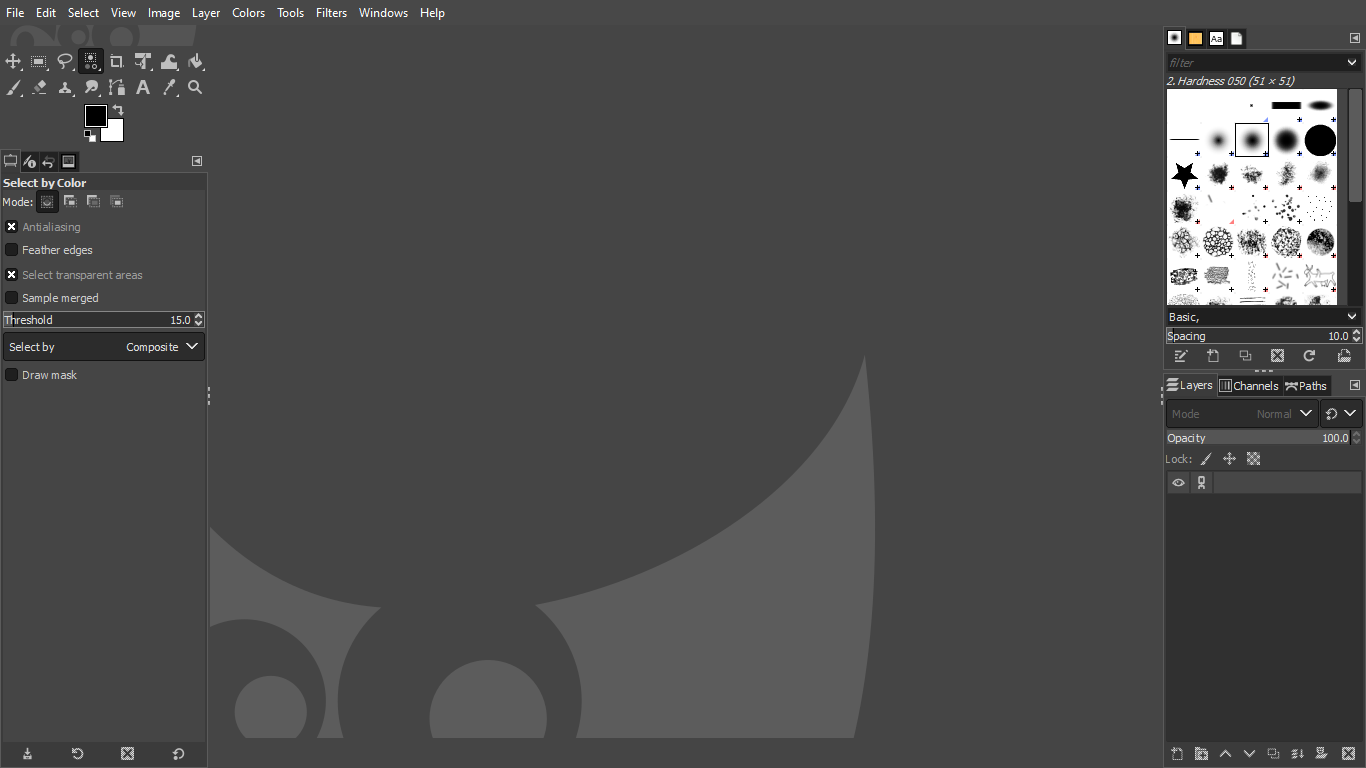 File Edit Select View Image Layer Colors Tools Filters Windows Help
Select by Color
Mode:
Antialiasing
Feather edges
Select transparent areas
Sample merged
Threshold 15.0
Select by Composite
Draw mask
Aa
filter
2. Hardness 050 (51 × 51)
Basic,
Spacing 10.0
Layers Channels Paths
Mode Normal
Opacity 100.0
Lock: